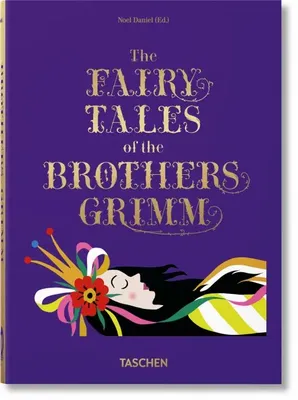 Noel Daniel (Ed.)
The
FAIRY
TALES
of the
BROTHERS
GRIMM
TASCHEN